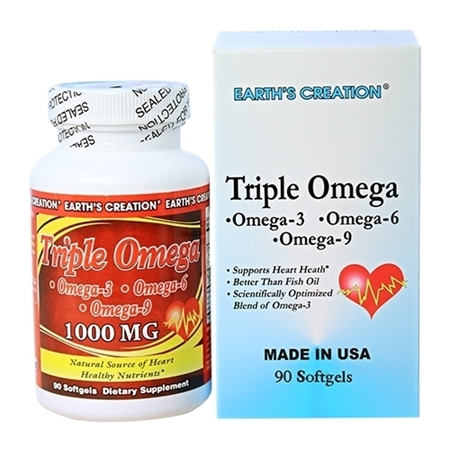 PROTECTION
SEALED
SEALED
NOT
EARTH'S CREATION®
Triple Omega
•Omega-3 •Omega-6
•Omega-9
1000 MG
Natural Source of Heart
Healthy Nutrients*
90 Softgels Dietary Supplement
EARTH'S CREATION®
Triple Omega
•Omega-3 •Omega-6
•Omega-9
• Supports Heart Heath*
• Better Than Fish Oil
• Scientifically Optimized
Blend of Omega-3
MADE IN USA
90 Softgels